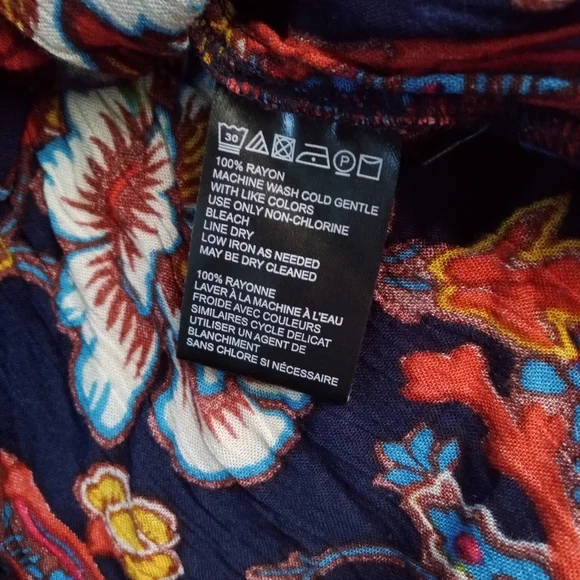 30 P
100% RAYON
MACHINE WASH COLD GENTLE
WITH LIKE COLORS
USE ONLY NON-CHLORINE
BLEACH
LINE DRY
LOW IRON AS NEEDED
MAY BE DRY CLEANED
100% RAYONNE
LAVER À LA MACHINE À L'EAU
FROIDE AVEC COULEURS
SIMILAIRES CYCLE DELICAT
UTILISER UN AGENT DE
BLANCHIMENT
SANS CHLORE SI NÉCESSAIRE